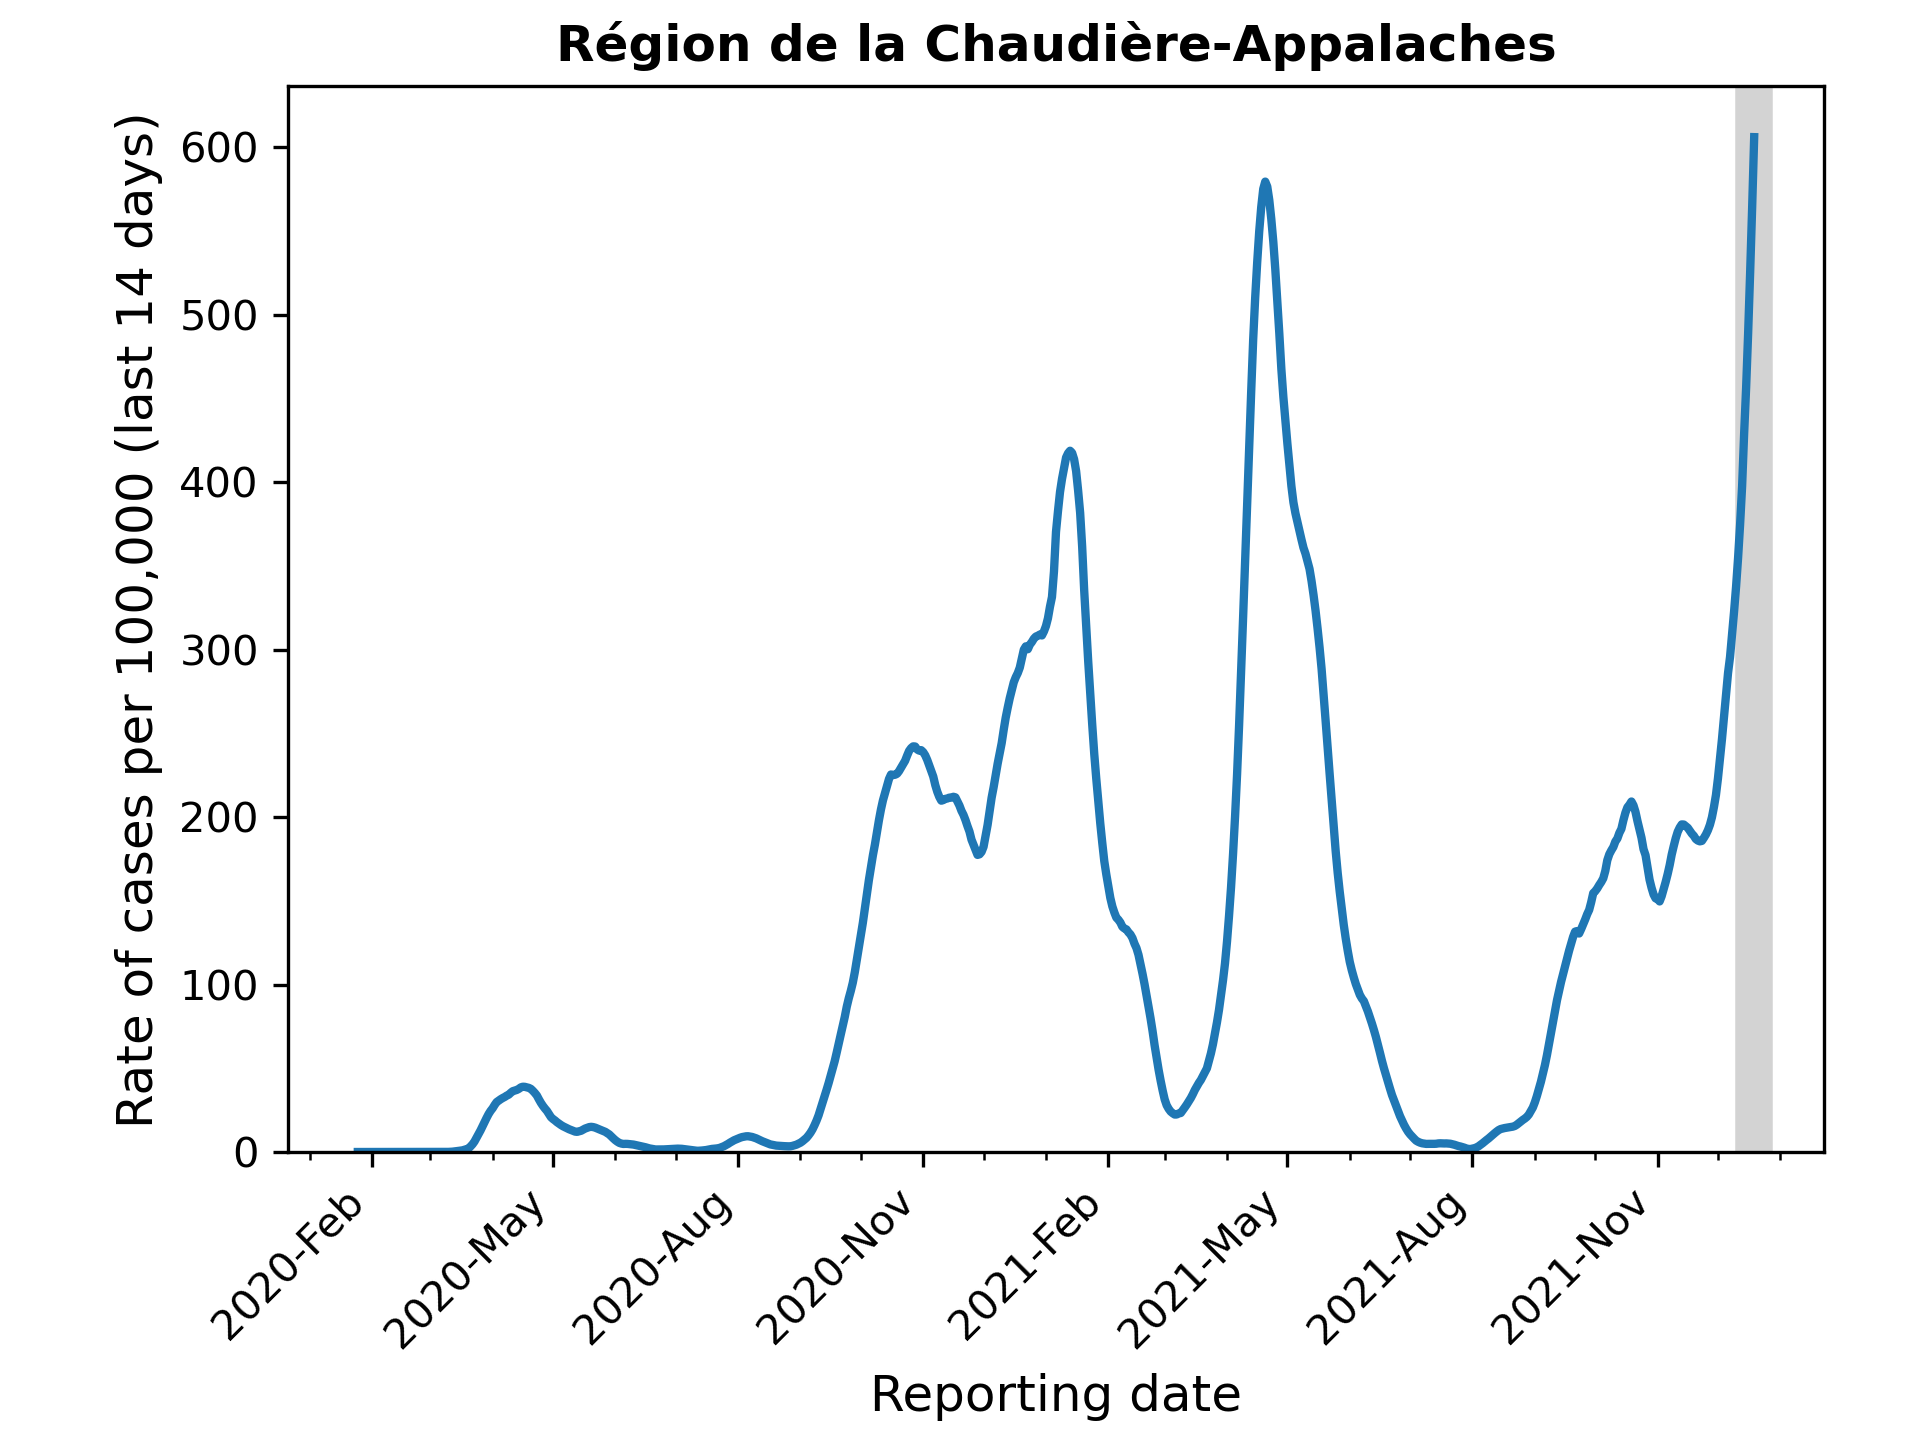 Région de la Chaudière-Appalaches
Rate of cases per 100,000 (last 14 days)
600
500
400
300
200
100
0
2020-Feb
2020-May
2020-Aug
2020-Nov
2021-Feb
2021-May
2021-Aug
2021-Nov
Reporting date